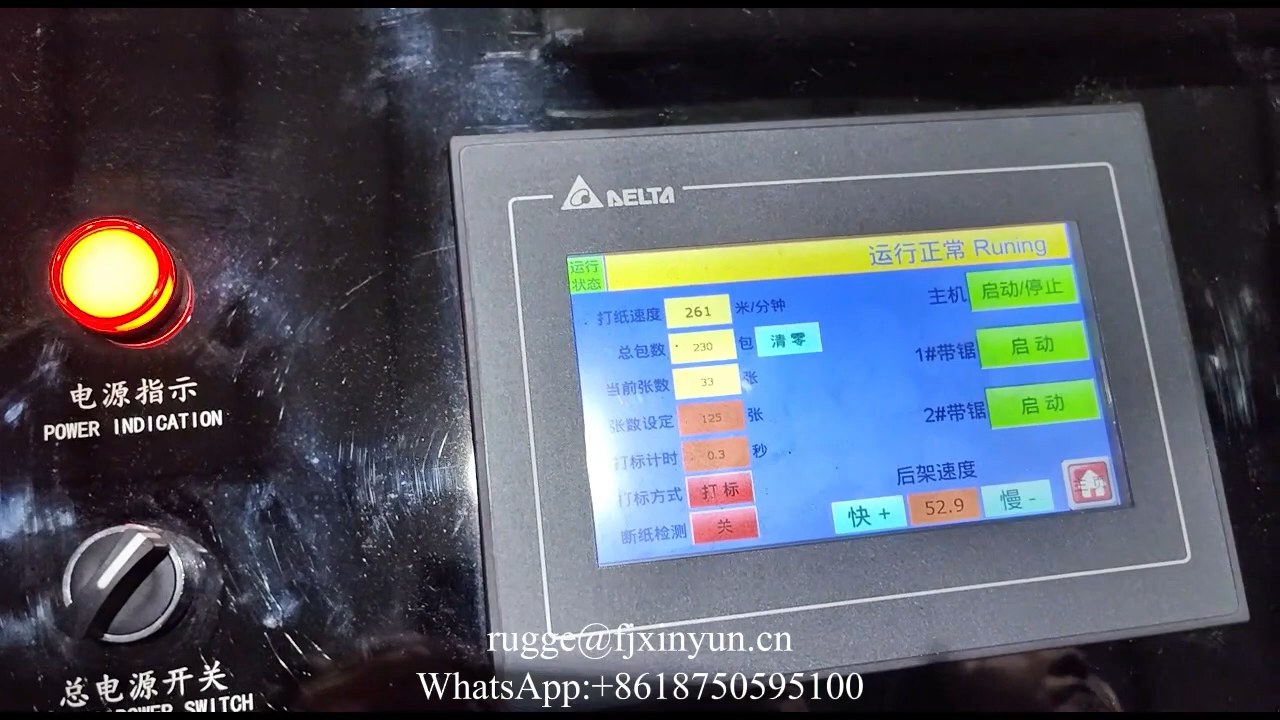 DELTA
运行状态
运行正常 Runing
打纸速度 261 米/分钟
总包数 230 包 清零
当前张数 33 张
张数设定 125 张
打标计时 0.3 秒
打标方式 打标
断纸检测 关
主机 启动/停止
1#带锯 启动
2#带锯 启动
后架速度
快 + 52.9 慢 -
电源指示
POWER INDICATION
总电源开关
POWER SWITCH
rugge@fjxinyun.cn
WhatsApp:+8618750595100